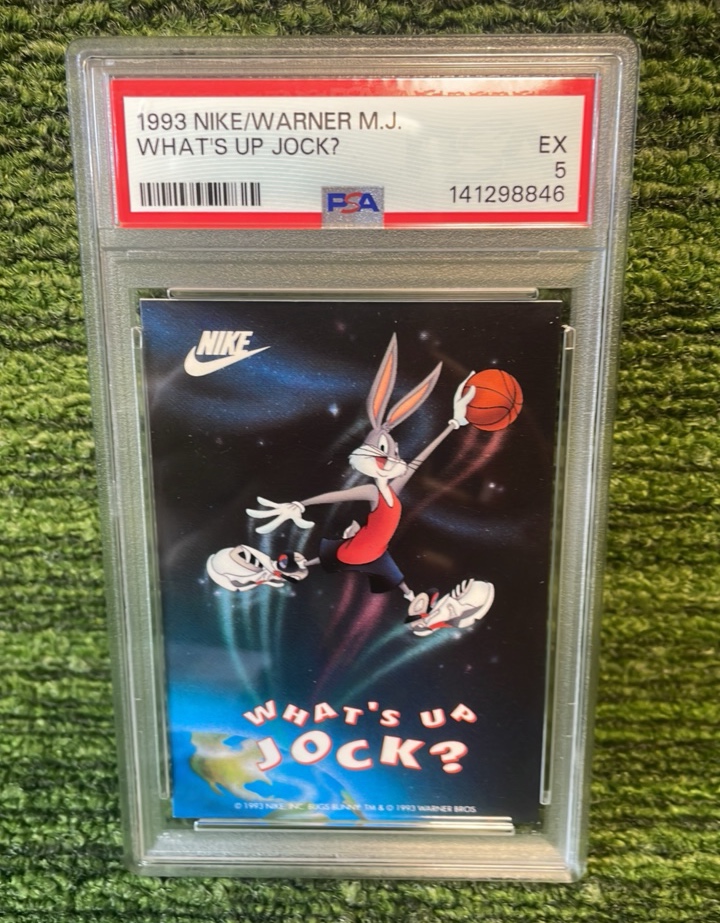 1993 NIKE/WARNER M.J.
WHAT'S UP JOCK?
EX
5
141298846
PSA
NIKE
WHAT'S UP
JOCK?
© 1993 NIKE, INC. BUGS BUNNY TM & © 1993 WARNER BROS.